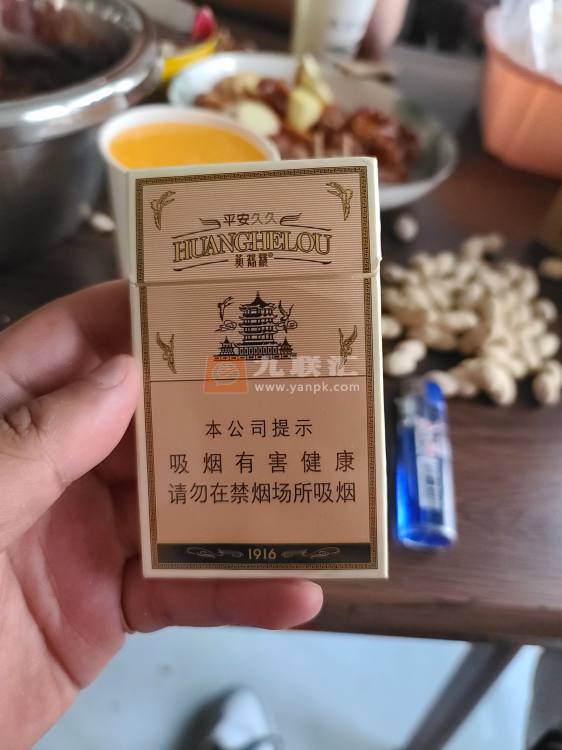 平安久久
HUANGHELOU
黄鹤楼®
九联汇
www.yanpk.com
本公司提示
吸烟有害健康
请勿在禁烟场所吸烟
1916